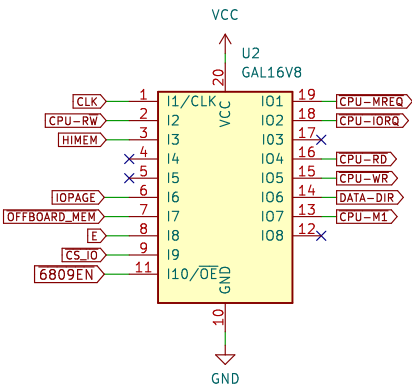 VCC
U2
GAL16V8
20
VCC
CLK 1 I1/CLK IO1 19 CPU-MREQ
CPU-RW 2 I2 IO2 18 CPU-IORQ
HIMEM 3 I3 IO3 17
4 I4 IO4 16 CPU-RD
5 I5 IO5 15 CPU-WR
IOPAGE 6 I6 IO6 14 DATA-DIR
OFFBOARD_MEM 7 I7 IO7 13 CPU-M1
E 8 I8 IO8 12
CS_IO 9 I9
6809EN 11 I10/OE
GND
10
GND